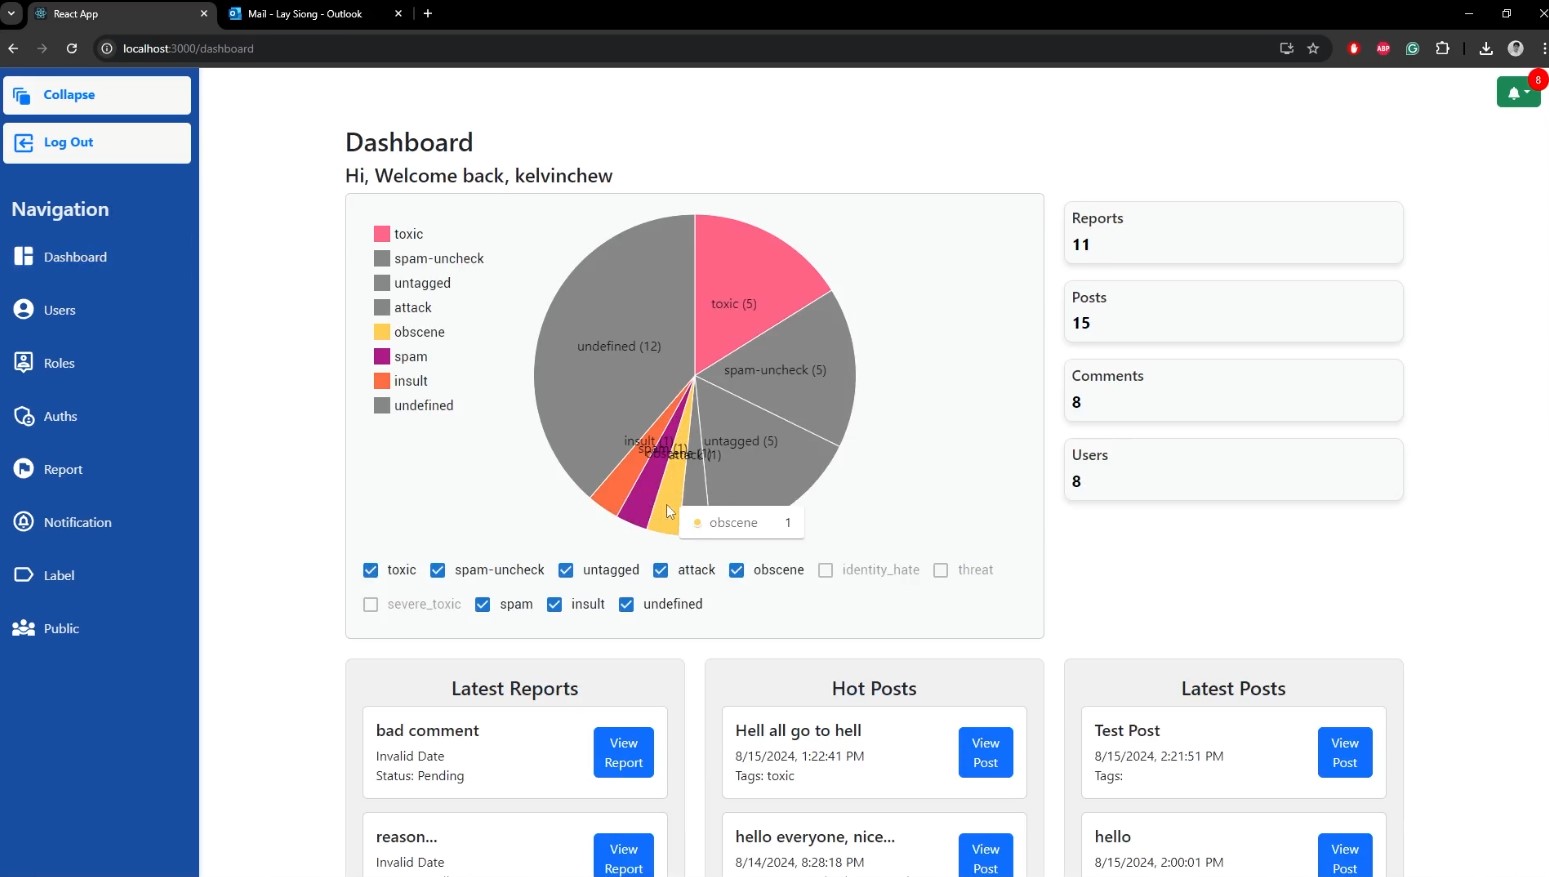 React App
Mail - Lay Siong - Outlook
localhost:3000/dashboard
ABP
Collapse
Log Out
Navigation
Dashboard
Users
Roles
Auths
Report
Notification
Label
Public
8
Dashboard
Hi, Welcome back, kelvinchew
toxic
spam-uncheck
untagged
attack
obscene
spam
insult
undefined
toxic (5)
spam-uncheck (5)
untagged (5)
undefined (12)
insult (1)
spam (1)
obscene (1)
attack (1)
obscene 1
toxic spam-uncheck untagged attack obscene identity_hate threat
severe_toxic spam insult undefined
Reports
11
Posts
15
Comments
8
Users
8
Latest Reports
bad comment
Invalid Date
Status: Pending
View
Report
reason...
Invalid Date
View
Report
Hot Posts
Hell all go to hell
8/15/2024, 1:22:41 PM
Tags: toxic
View
Post
hello everyone, nice...
8/14/2024, 8:28:18 PM
View
Post
Latest Posts
Test Post
8/15/2024, 2:21:51 PM
Tags:
View
Post
hello
8/15/2024, 2:00:01 PM
View
Post